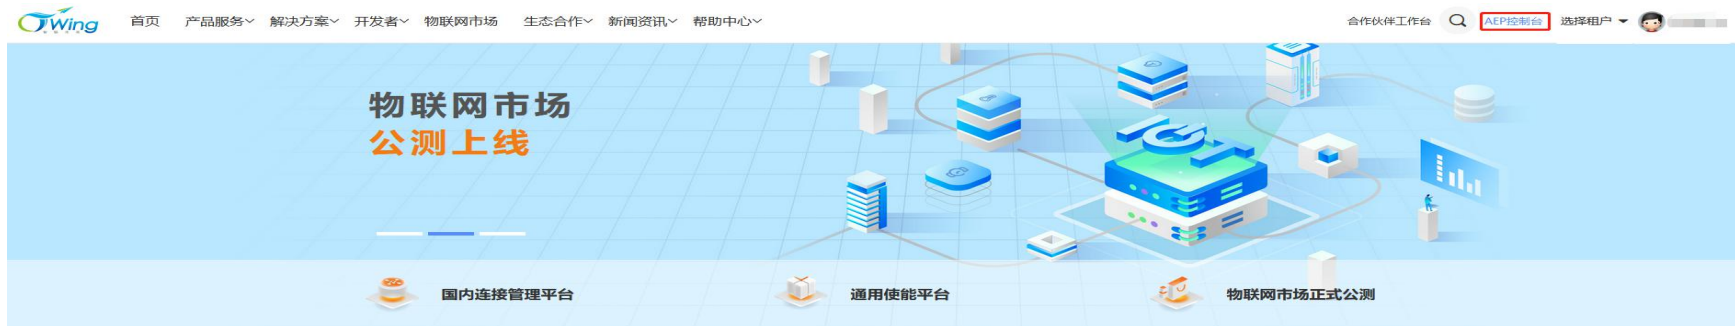 CTWing 首页 产品服务 解决方案 开发者 物联网市场 生态合作 新闻资讯 帮助中心 合作伙伴工作台 AEP控制台 选择租户
物联网市场
公测上线
国内连接管理平台 通用使能平台 物联网市场正式公测